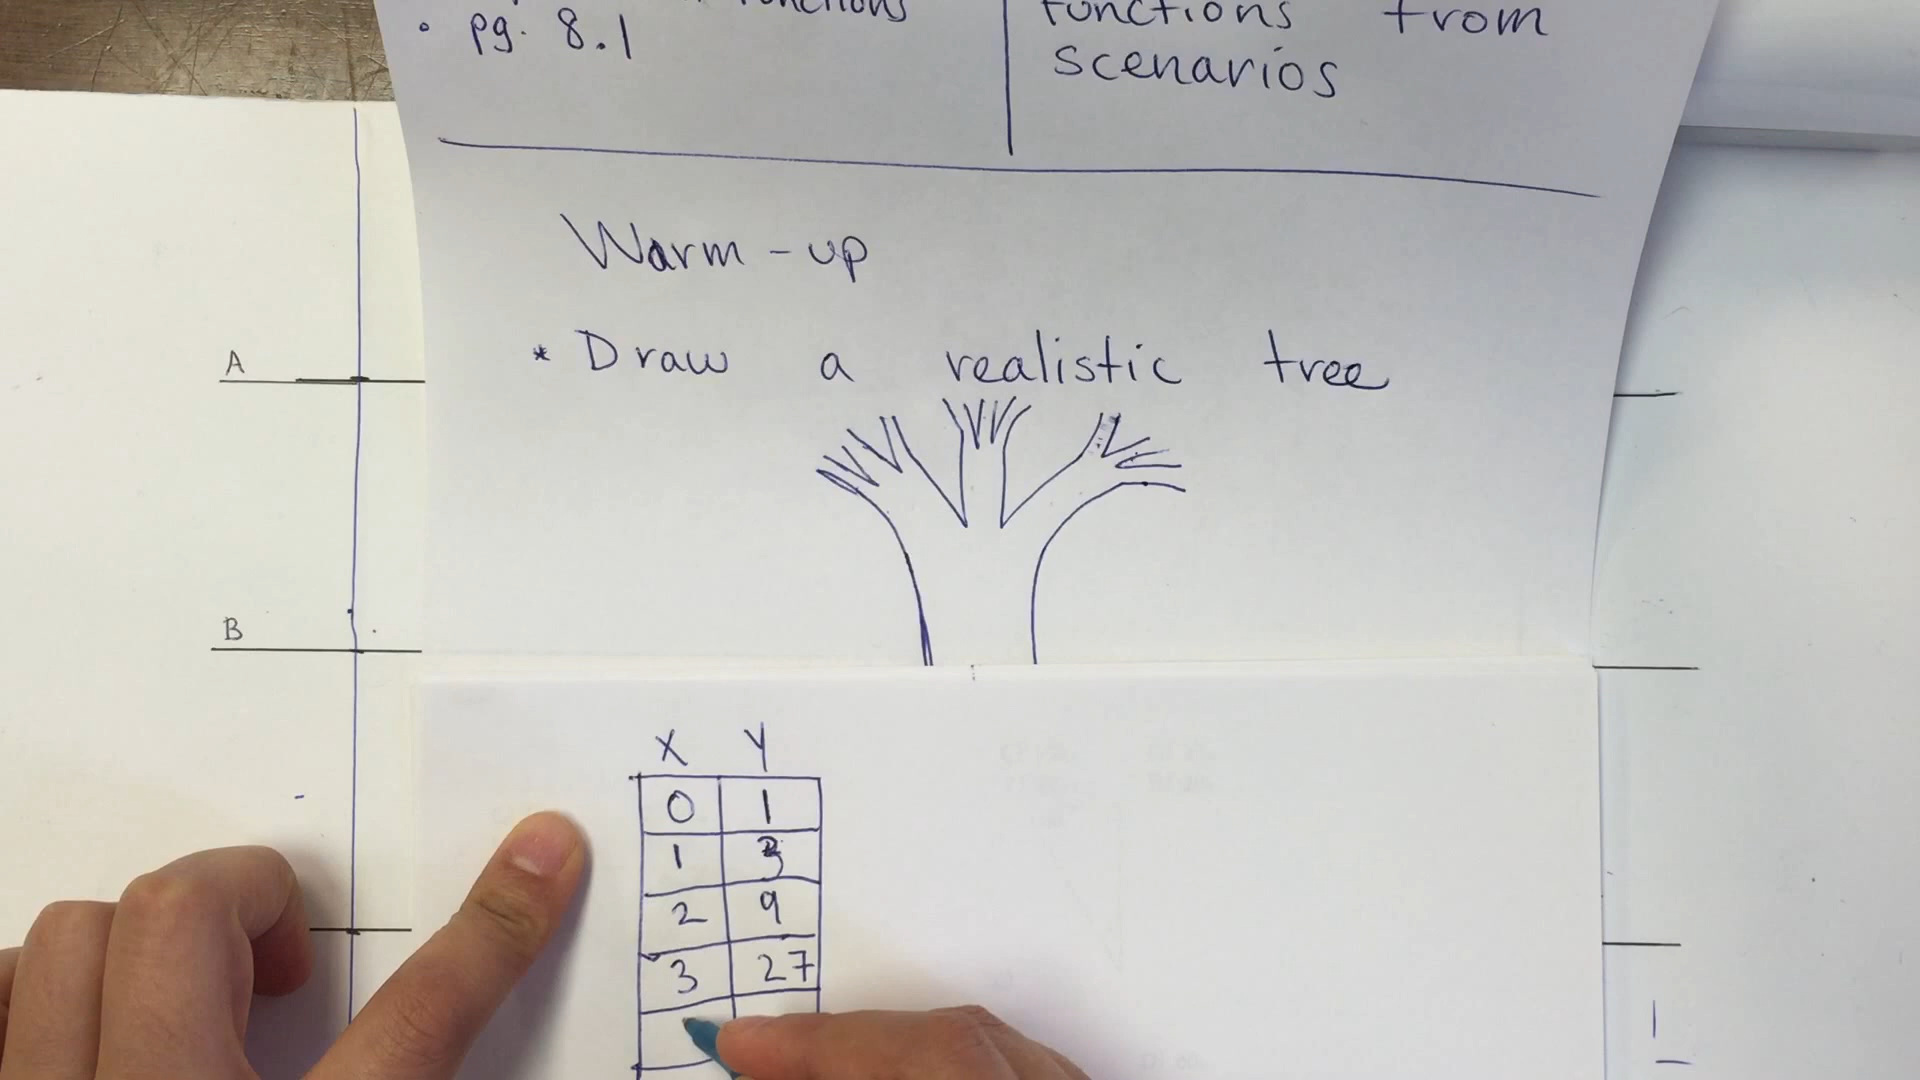 functions
• pg. 8.1
functions from
scenarios
Warm-up
* Draw a realistic tree
A
B
X Y
0 1
1 3
2 9
3 27